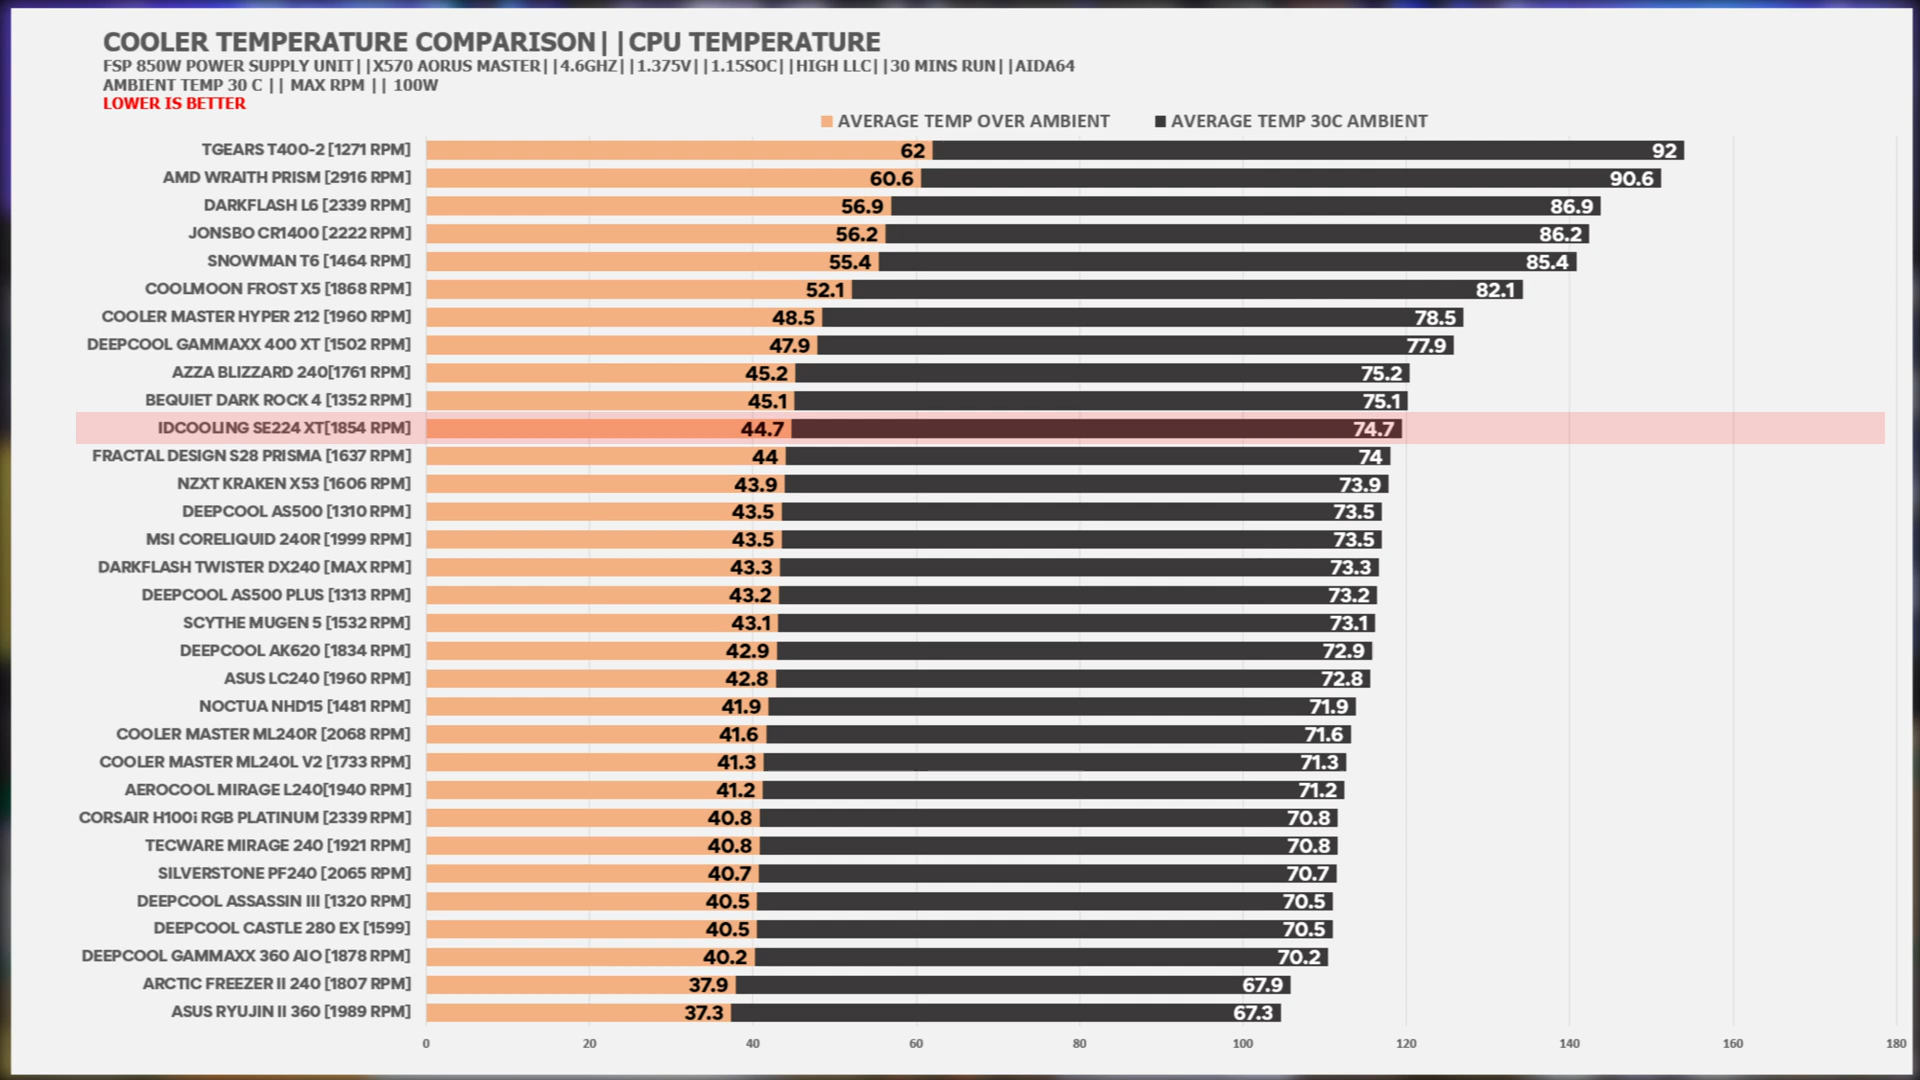 COOLER TEMPERATURE COMPARISON||CPU TEMPERATURE
FSP 850W POWER SUPPLY UNIT||X570 AORUS MASTER||4.6GHZ||1.375V||1.15SOC||HIGH LLC||30 MINS RUN||AIDA64
AMBIENT TEMP 30 C || MAX RPM || 100W
LOWER IS BETTER
AVERAGE TEMP OVER AMBIENT AVERAGE TEMP 30C AMBIENT
TGEARS T400-2 [1271 RPM] 62 92
AMD WRAITH PRISM [2916 RPM] 60.6 90.6
DARKFLASH L6 [2339 RPM] 56.9 86.9
JONSBO CR1400 [2222 RPM] 56.2 86.2
SNOWMAN T6 [1464 RPM] 55.4 85.4
COOLMOON FROST X5 [1868 RPM] 52.1 82.1
COOLER MASTER HYPER 212 [1960 RPM] 48.5 78.5
DEEPCOOL GAMMAXX 400 XT [1502 RPM] 47.9 77.9
AZZA BLIZZARD 240[1761 RPM] 45.2 75.2
BEQUIET DARK ROCK 4 [1352 RPM] 45.1 75.1
IDCOOLING SE224 XT[1854 RPM] 44.7 74.7
FRACTAL DESIGN S28 PRISMA [1637 RPM] 44 74
NZXT KRAKEN X53 [1606 RPM] 43.9 73.9
DEEPCOOL AS500 [1310 RPM] 43.5 73.5
MSI CORELIQUID 240R [1999 RPM] 43.5 73.5
DARKFLASH TWISTER DX240 [MAX RPM] 43.3 73.3
DEEPCOOL AS500 PLUS [1313 RPM] 43.2 73.2
SCYTHE MUGEN 5 [1532 RPM] 43.1 73.1
DEEPCOOL AK620 [1834 RPM] 42.9 72.9
ASUS LC240 [1960 RPM] 42.8 72.8
NOCTUA NHD15 [1481 RPM] 41.9 71.9
COOLER MASTER ML240R [2068 RPM] 41.6 71.6
COOLER MASTER ML240L V2 [1733 RPM] 41.3 71.3
AEROCOOL MIRAGE L240[1940 RPM] 41.2 71.2
CORSAIR H100i RGB PLATINUM [2339 RPM] 40.8 70.8
TECWARE MIRAGE 240 [1921 RPM] 40.8 70.8
SILVERSTONE PF240 [2065 RPM] 40.7 70.7
DEEPCOOL ASSASSIN III [1320 RPM] 40.5 70.5
DEEPCOOL CASTLE 280 EX [1599] 40.5 70.5
DEEPCOOL GAMMAXX 360 AIO [1878 RPM] 40.2 70.2
ARCTIC FREEZER II 240 [1807 RPM] 37.9 67.9
ASUS RYUJIN II 360 [1989 RPM] 37.3 67.3
0 20 40 60 80 100 120 140 160 180